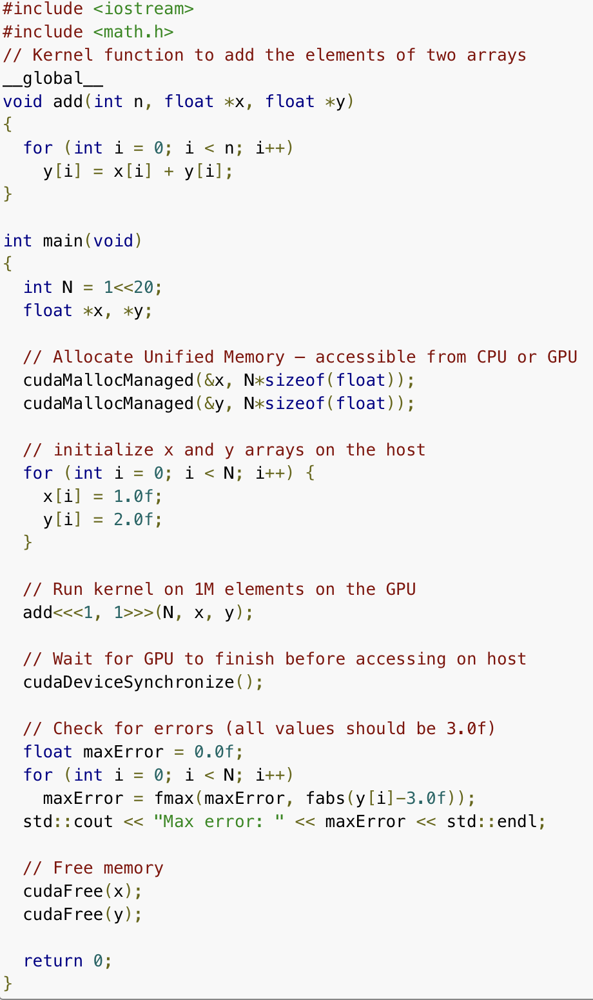 #include <iostream>
#include <math.h>
// Kernel function to add the elements of two arrays
__global__
void add(int n, float *x, float *y)
{
  for (int i = 0; i < n; i++)
    y[i] = x[i] + y[i];
}

int main(void)
{
  int N = 1<<20;
  float *x, *y;

  // Allocate Unified Memory – accessible from CPU or GPU
  cudaMallocManaged(&x, N*sizeof(float));
  cudaMallocManaged(&y, N*sizeof(float));

  // initialize x and y arrays on the host
  for (int i = 0; i < N; i++) {
    x[i] = 1.0f;
    y[i] = 2.0f;
  }

  // Run kernel on 1M elements on the GPU
  add<<<1, 1>>>(N, x, y);

  // Wait for GPU to finish before accessing on host
  cudaDeviceSynchronize();

  // Check for errors (all values should be 3.0f)
  float maxError = 0.0f;
  for (int i = 0; i < N; i++)
    maxError = fmax(maxError, fabs(y[i]-3.0f));
  std::cout << "Max error: " << maxError << std::endl;

  // Free memory
  cudaFree(x);
  cudaFree(y);

  return 0;
}